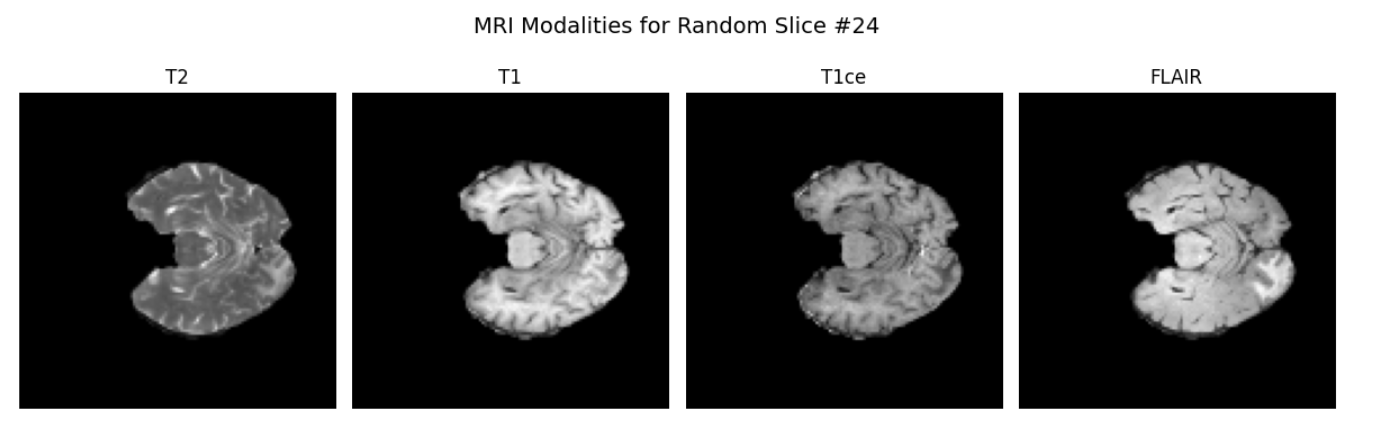 MRI Modalities for Random Slice #24
T2
T1
T1ce
FLAIR